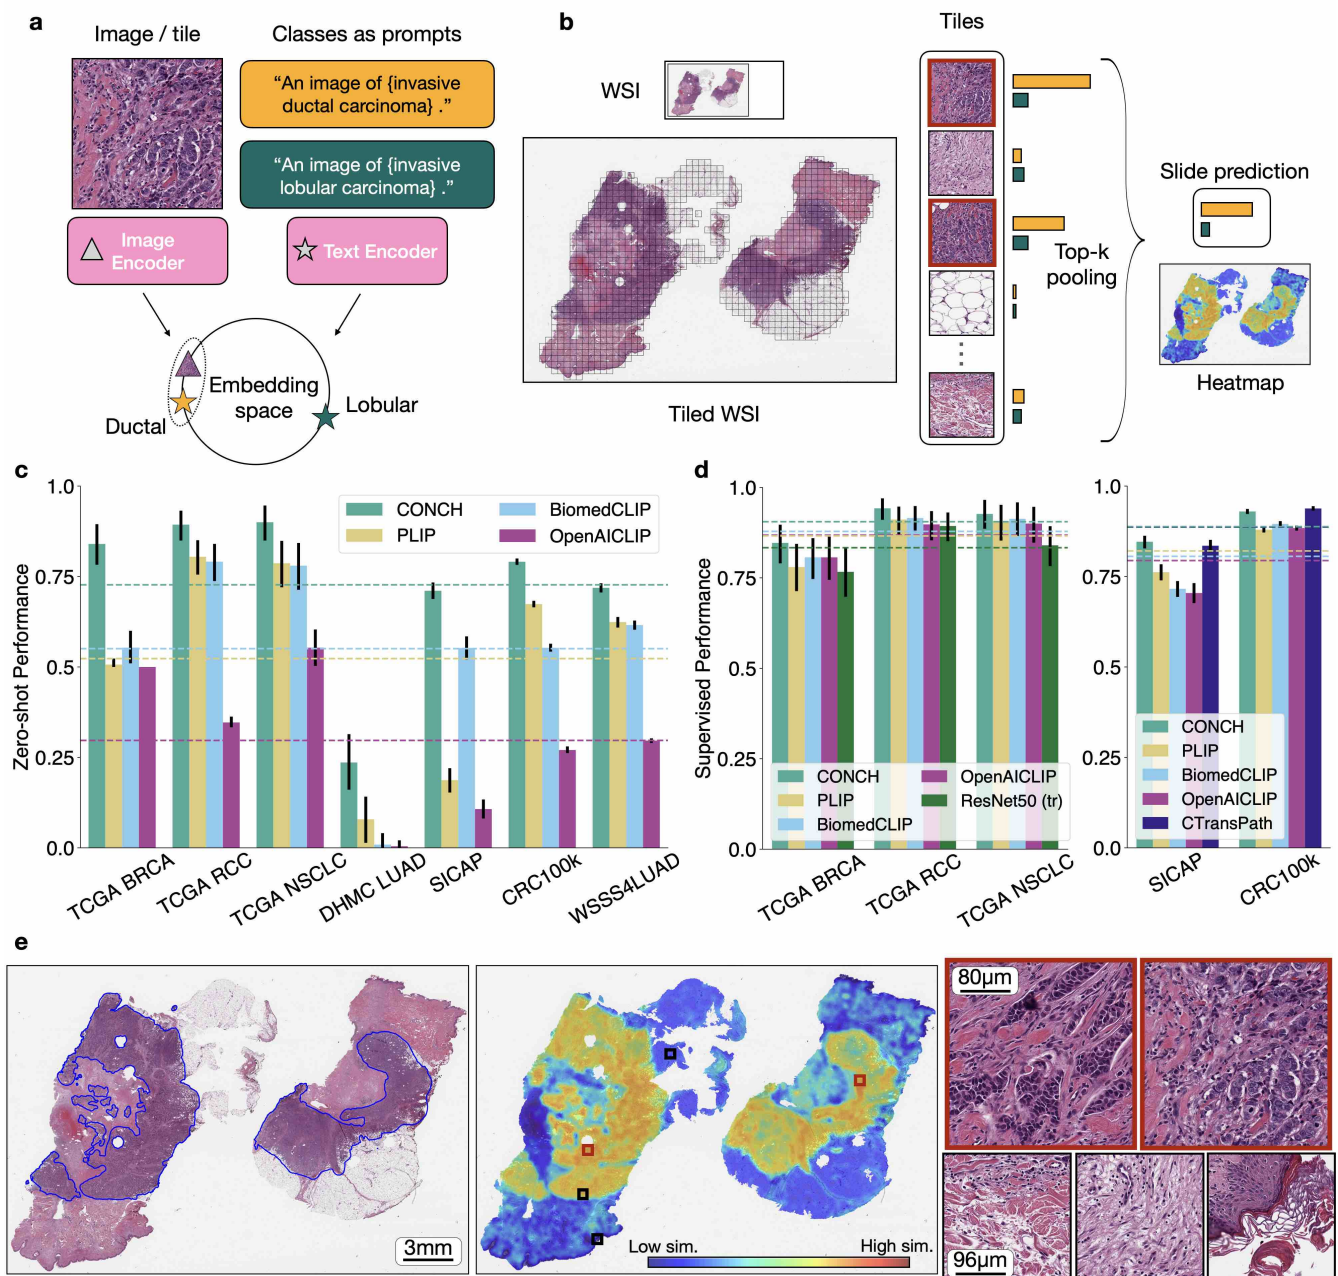 a
Image / tile
Classes as prompts
“An image of {invasive
ductal carcinoma} .”
“An image of {invasive
lobular carcinoma} .”
Image
Encoder
Text Encoder
Embedding
space
Ductal
Lobular
b
WSI
Tiled WSI
Tiles
Top-k
pooling
Slide prediction
Heatmap
c
Zero-shot Performance
1.0
0.75
0.5
0.25
0.0
CONCH
PLIP
BiomedCLIP
OpenAICLIP
TCGA BRCA
TCGA RCC
TCGA NSCLC
DHMC LUAD
SICAP
CRC100k
WSSS4LUAD
d
Supervised Performance
1.0
0.75
0.5
0.25
0.0
CONCH
PLIP
BiomedCLIP
OpenAICLIP
ResNet50 (tr)
TCGA BRCA
TCGA RCC
TCGA NSCLC
1.0
0.75
0.5
0.25
0.0
CONCH
PLIP
BiomedCLIP
OpenAICLIP
CTransPath
SICAP
CRC100k
e
3mm
Low sim.
High sim.
80μm
96μm